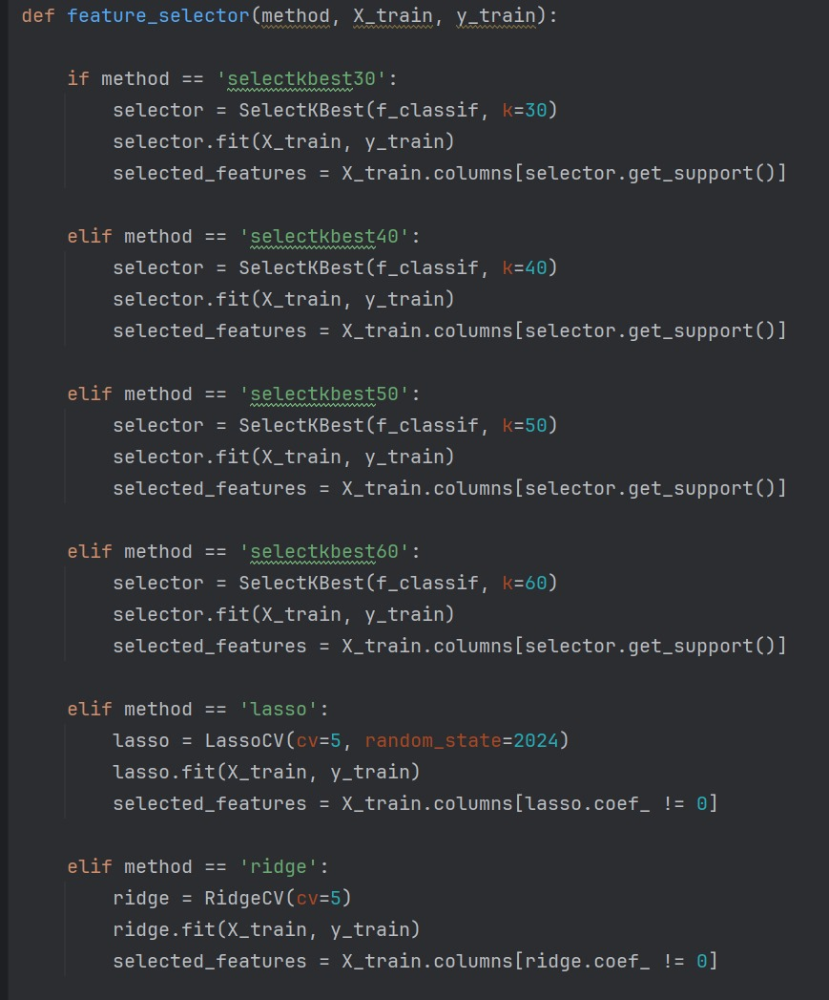 def feature_selector(method, X_train, y_train):
if method == 'selectkbest30':
selector = SelectKBest(f_classif, k=30)
selector.fit(X_train, y_train)
selected_features = X_train.columns[selector.get_support()]
elif method == 'selectkbest40':
selector = SelectKBest(f_classif, k=40)
selector.fit(X_train, y_train)
selected_features = X_train.columns[selector.get_support()]
elif method == 'selectkbest50':
selector = SelectKBest(f_classif, k=50)
selector.fit(X_train, y_train)
selected_features = X_train.columns[selector.get_support()]
elif method == 'selectkbest60':
selector = SelectKBest(f_classif, k=60)
selector.fit(X_train, y_train)
selected_features = X_train.columns[selector.get_support()]
elif method == 'lasso':
lasso = LassoCV(cv=5, random_state=2024)
lasso.fit(X_train, y_train)
selected_features = X_train.columns[lasso.coef_ != 0]
elif method == 'ridge':
ridge = RidgeCV(cv=5)
ridge.fit(X_train, y_train)
selected_features = X_train.columns[ridge.coef_ != 0]